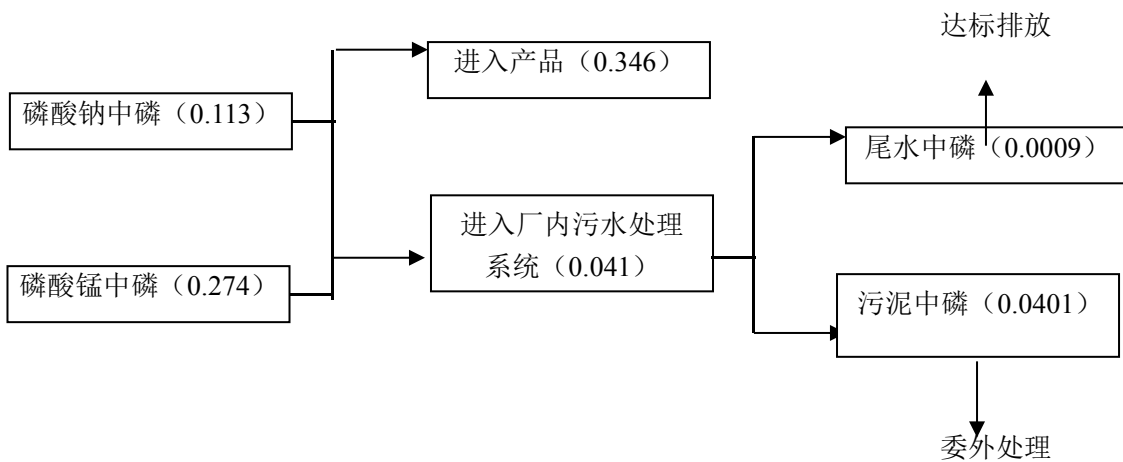 达标排放
进入产品（0.346）
磷酸钠中磷（0.113）
尾水中磷（0.0009）
进入厂内污水处理
系统（0.041）
磷酸锰中磷（0.274）
污泥中磷（0.0401）
委外处理